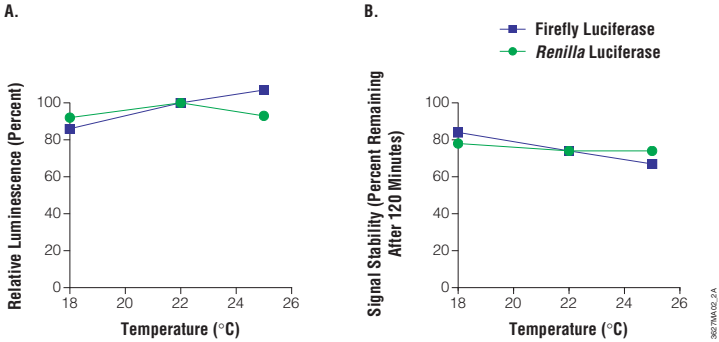 A.
B.
Firefly Luciferase
Renilla Luciferase
Relative Luminescence (Percent)
100
80
60
40
20
0
18 20 22 24 26
Temperature (°C)
Signal Stability (Percent Remaining
After 120 Minutes)
100
80
60
40
20
0
18 20 22 24 26
Temperature (°C)
3627MA02_2A